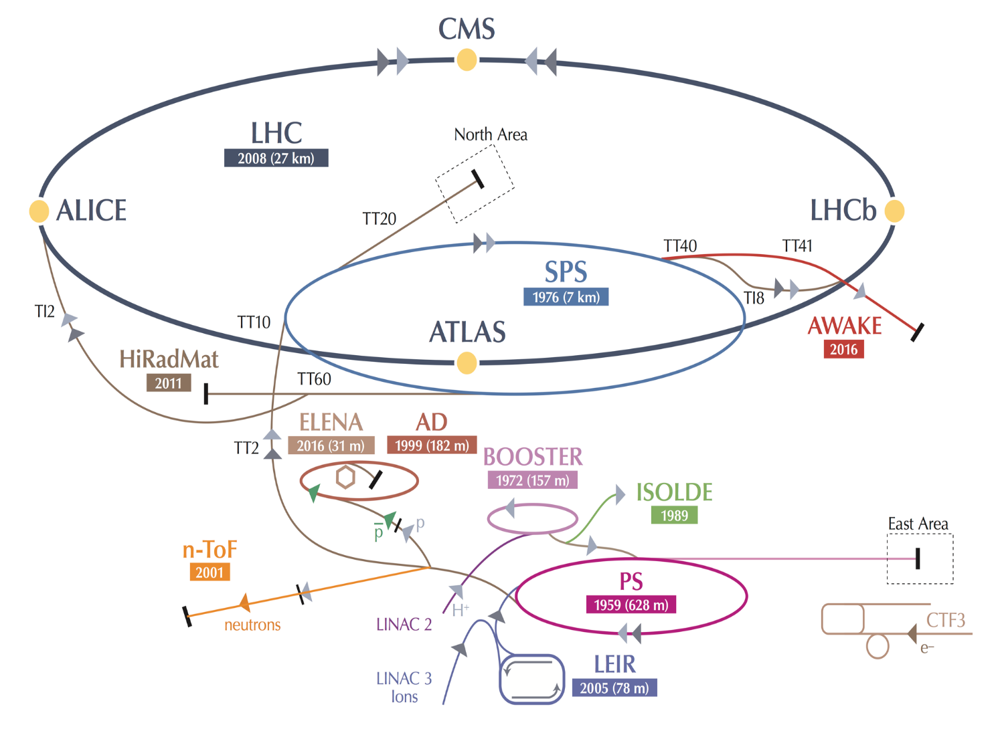 CMS
LHC
2008 (27 km)
North Area
ALICE
LHCb
TT20
TT40
TT41
SPS
1976 (7 km)
TI8
TI2
TT10
ATLAS
AWAKE
2016
HiRadMat
2011
TT60
ELENA
2016 (31 m)
AD
1999 (182 m)
TT2
BOOSTER
1972 (157 m)
ISOLDE
1989
p
p̅
East Area
n-ToF
2001
PS
1959 (628 m)
neutrons
H⁺
LINAC 2
CTF3
e–
LEIR
2005 (78 m)
LINAC 3
Ions